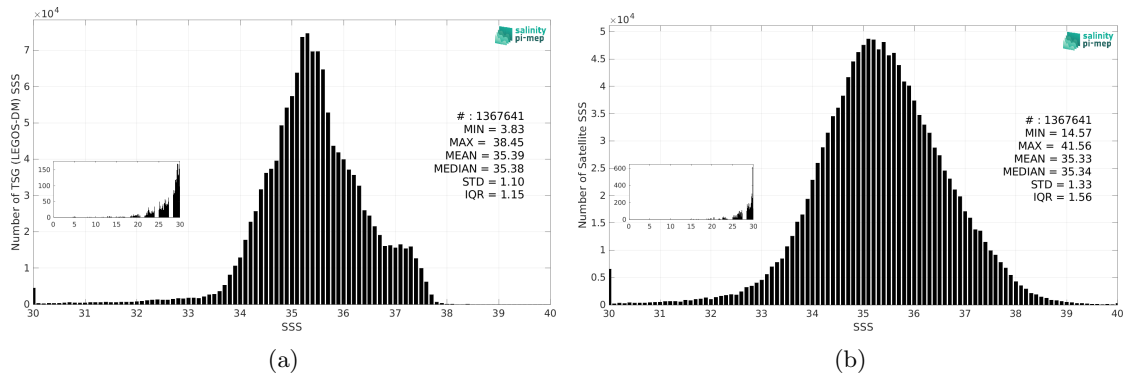 ×10⁴
salinity
pi-mep
Number of TSG (LEGOS-DM) SSS
7
6
5
4
3
2
1
0
# : 1367641
MIN = 3.83
MAX = 38.45
MEAN = 35.39
MEDIAN = 35.38
STD = 1.10
IQR = 1.15
150
100
50
0
0 5 10 15 20 25 30
30 31 32 33 34 35 36 37 38 39 40
SSS
(a)
×10⁴
salinity
pi-mep
Number of Satellite SSS
5
4.5
4
3.5
3
2.5
2
1.5
1
0.5
0
# : 1367641
MIN = 14.57
MAX = 41.56
MEAN = 35.33
MEDIAN = 35.34
STD = 1.33
IQR = 1.56
600
400
200
0
0 5 10 15 20 25 30
30 31 32 33 34 35 36 37 38 39 40
SSS
(b)